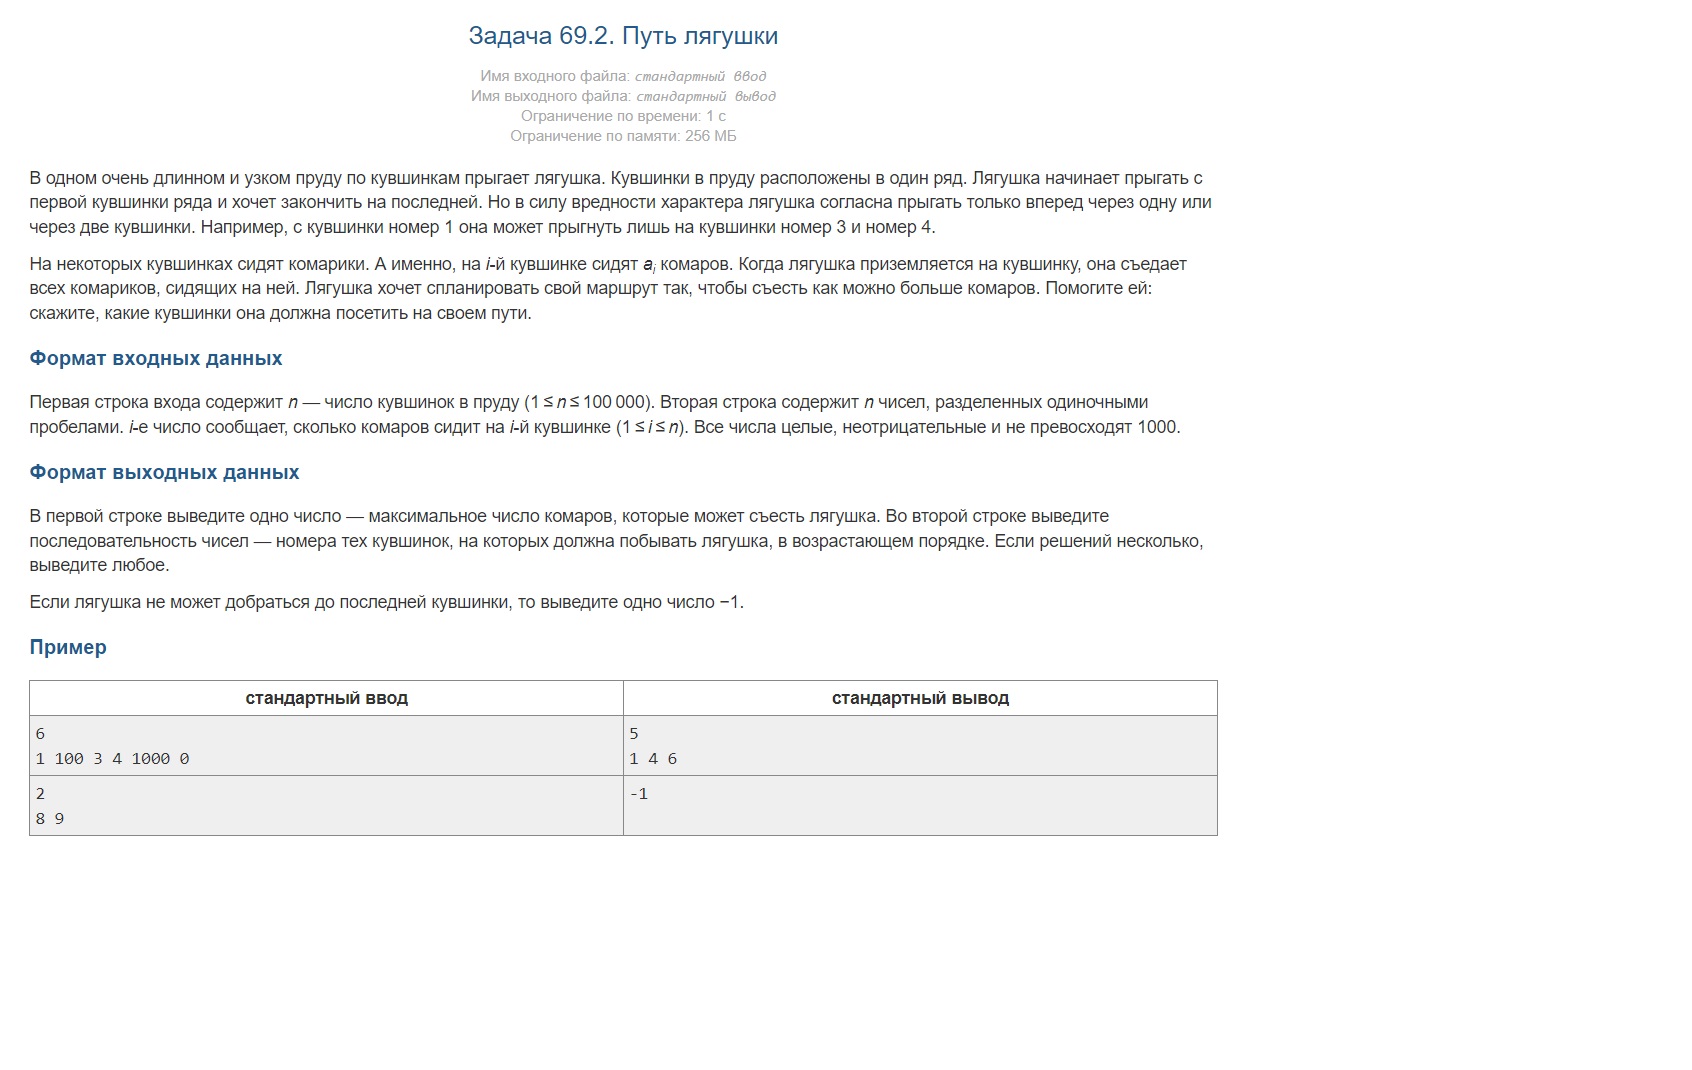 Задача 69.2. Путь лягушки
Имя входного файла: стандартный ввод
Имя выходного файла: стандартный вывод
Ограничение по времени: 1 с
Ограничение по памяти: 256 МБ
В одном очень длинном и узком пруду по кувшинкам прыгает лягушка. Кувшинки в пруду расположены в один ряд. Лягушка начинает прыгать с
первой кувшинки ряда и хочет закончить на последней. Но в силу вредности характера лягушка согласна прыгать только вперед через одну или
через две кувшинки. Например, с кувшинки номер 1 она может прыгнуть лишь на кувшинки номер 3 и номер 4.
На некоторых кувшинках сидят комарики. А именно, на i-й кувшинке сидят aᵢ комаров. Когда лягушка приземляется на кувшинку, она съедает
всех комариков, сидящих на ней. Лягушка хочет спланировать свой маршрут так, чтобы съесть как можно больше комаров. Помогите ей:
скажите, какие кувшинки она должна посетить на своем пути.
Формат входных данных
Первая строка входа содержит n — число кувшинок в пруду (1 ≤ n ≤ 100 000). Вторая строка содержит n чисел, разделенных одиночными
пробелами. i-е число сообщает, сколько комаров сидит на i-й кувшинке (1 ≤ i ≤ n). Все числа целые, неотрицательные и не превосходят 1000.
Формат выходных данных
В первой строке выведите одно число — максимальное число комаров, которые может съесть лягушка. Во второй строке выведите
последовательность чисел — номера тех кувшинок, на которых должна побывать лягушка, в возрастающем порядке. Если решений несколько,
выведите любое.
Если лягушка не может добраться до последней кувшинки, то выведите одно число −1.
Пример
стандартный ввод стандартный вывод
6 5
1 100 3 4 1000 0 1 4 6
2 -1
8 9